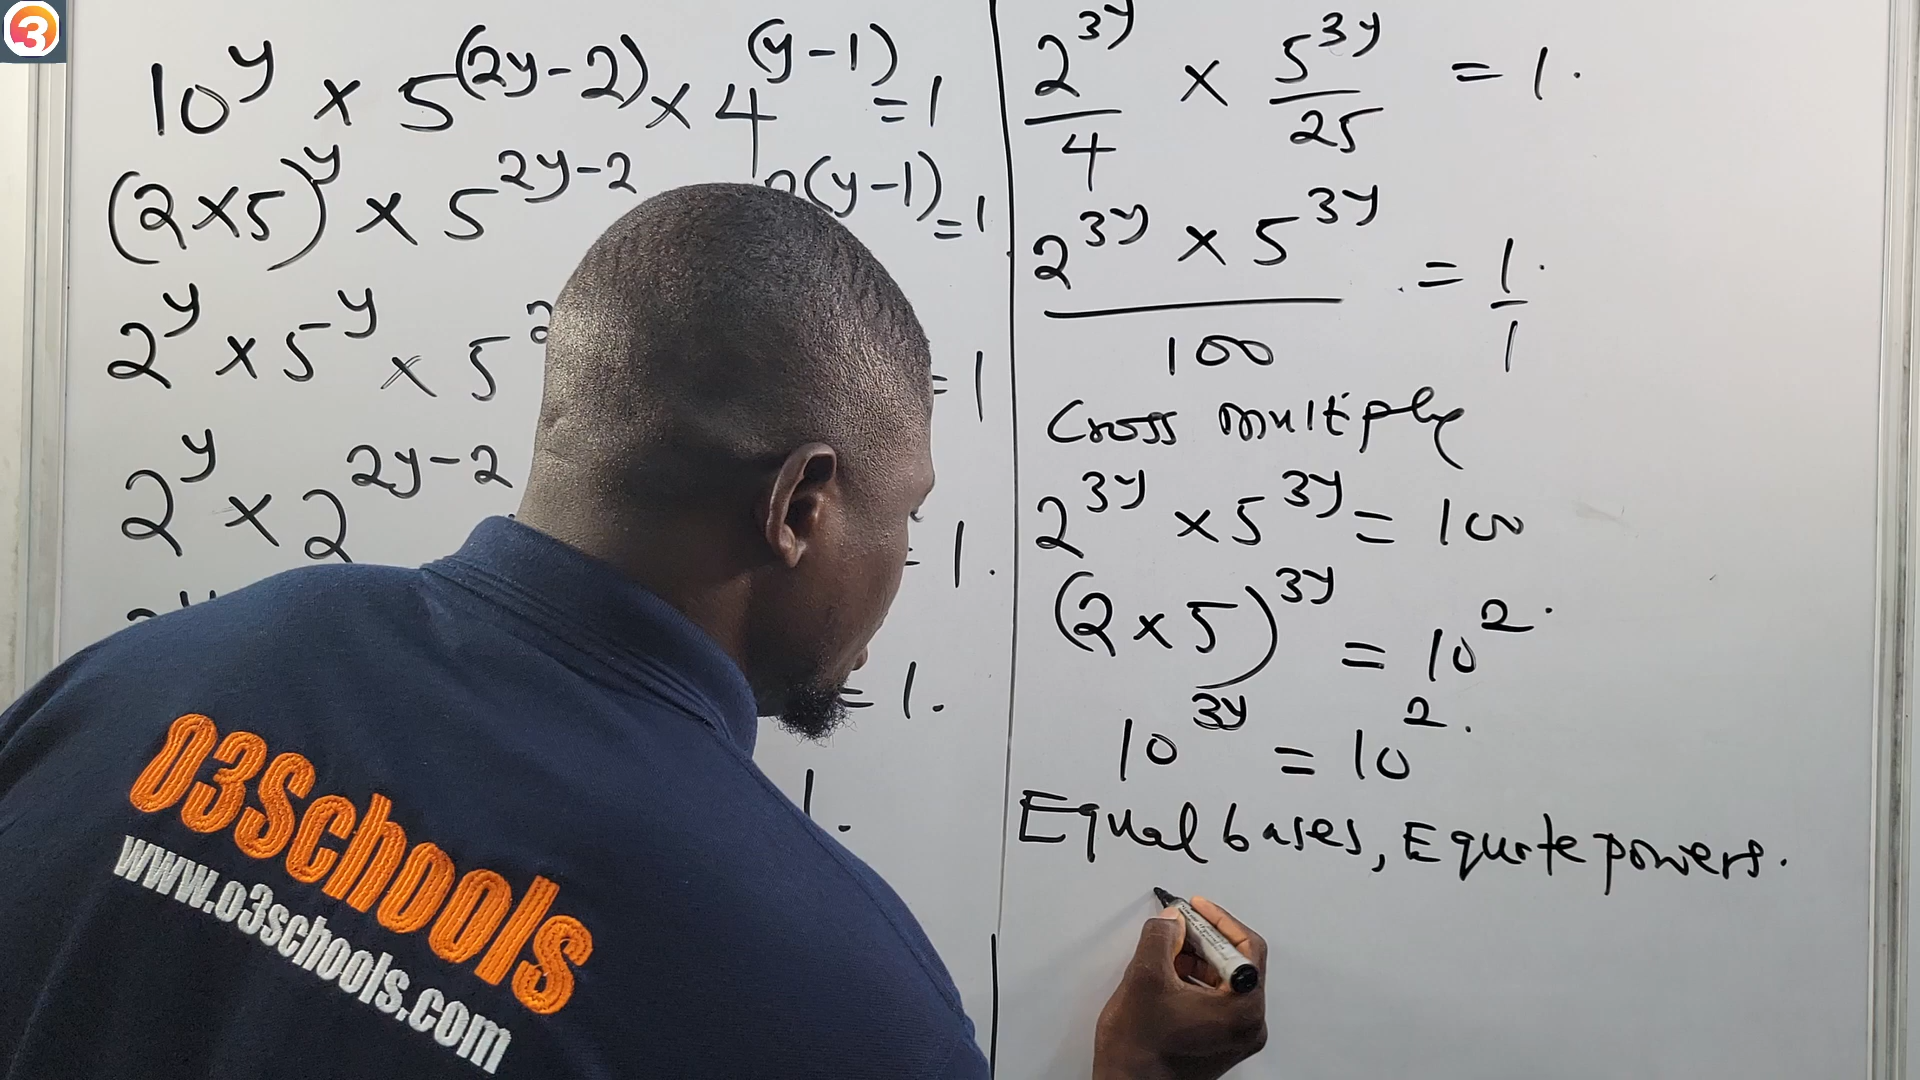 3
10^y × 5^(2y-2) × 4^(y-1) = 1
(2×5)^y × 5^2y-2 2(y-1) = 1
2^y × 5^y × 5^2 = 1
2^y × 2^2y-2 = 1.
= 1.
1.
2^3y/4 × 5^3y/25 = 1.
2^3y × 5^3y/100 = 1/1.
Cross multiply
2^3y × 5^3y = 100
(2 × 5)^3y = 10^2.
10^3y = 10^2.
Equal bases, Equate powers.
O3Schools
www.o3schools.com